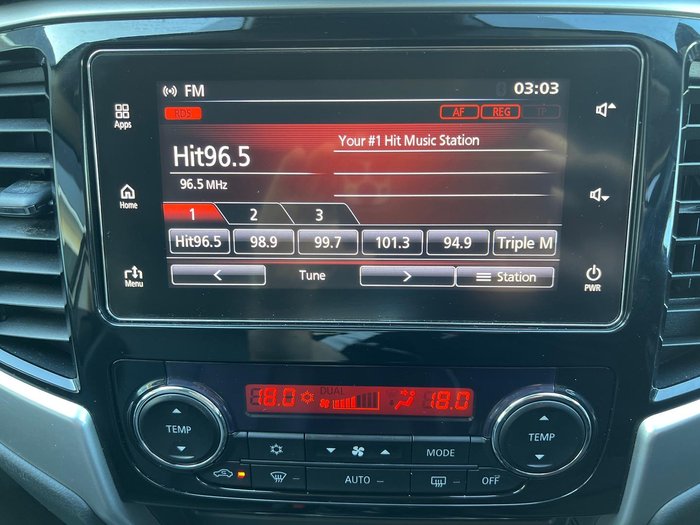 FM
03:03
RDS
AF REG TP
Apps
Hit96.5
Your #1 Hit Music Station
96.5 MHz
Home
1 2 3
Hit96.5 98.9 99.7 101.3 94.9 Triple M
Menu
< Tune > Station
PWR
18.0 DUAL 18.0
TEMP
TEMP
MODE
AUTO
OFF